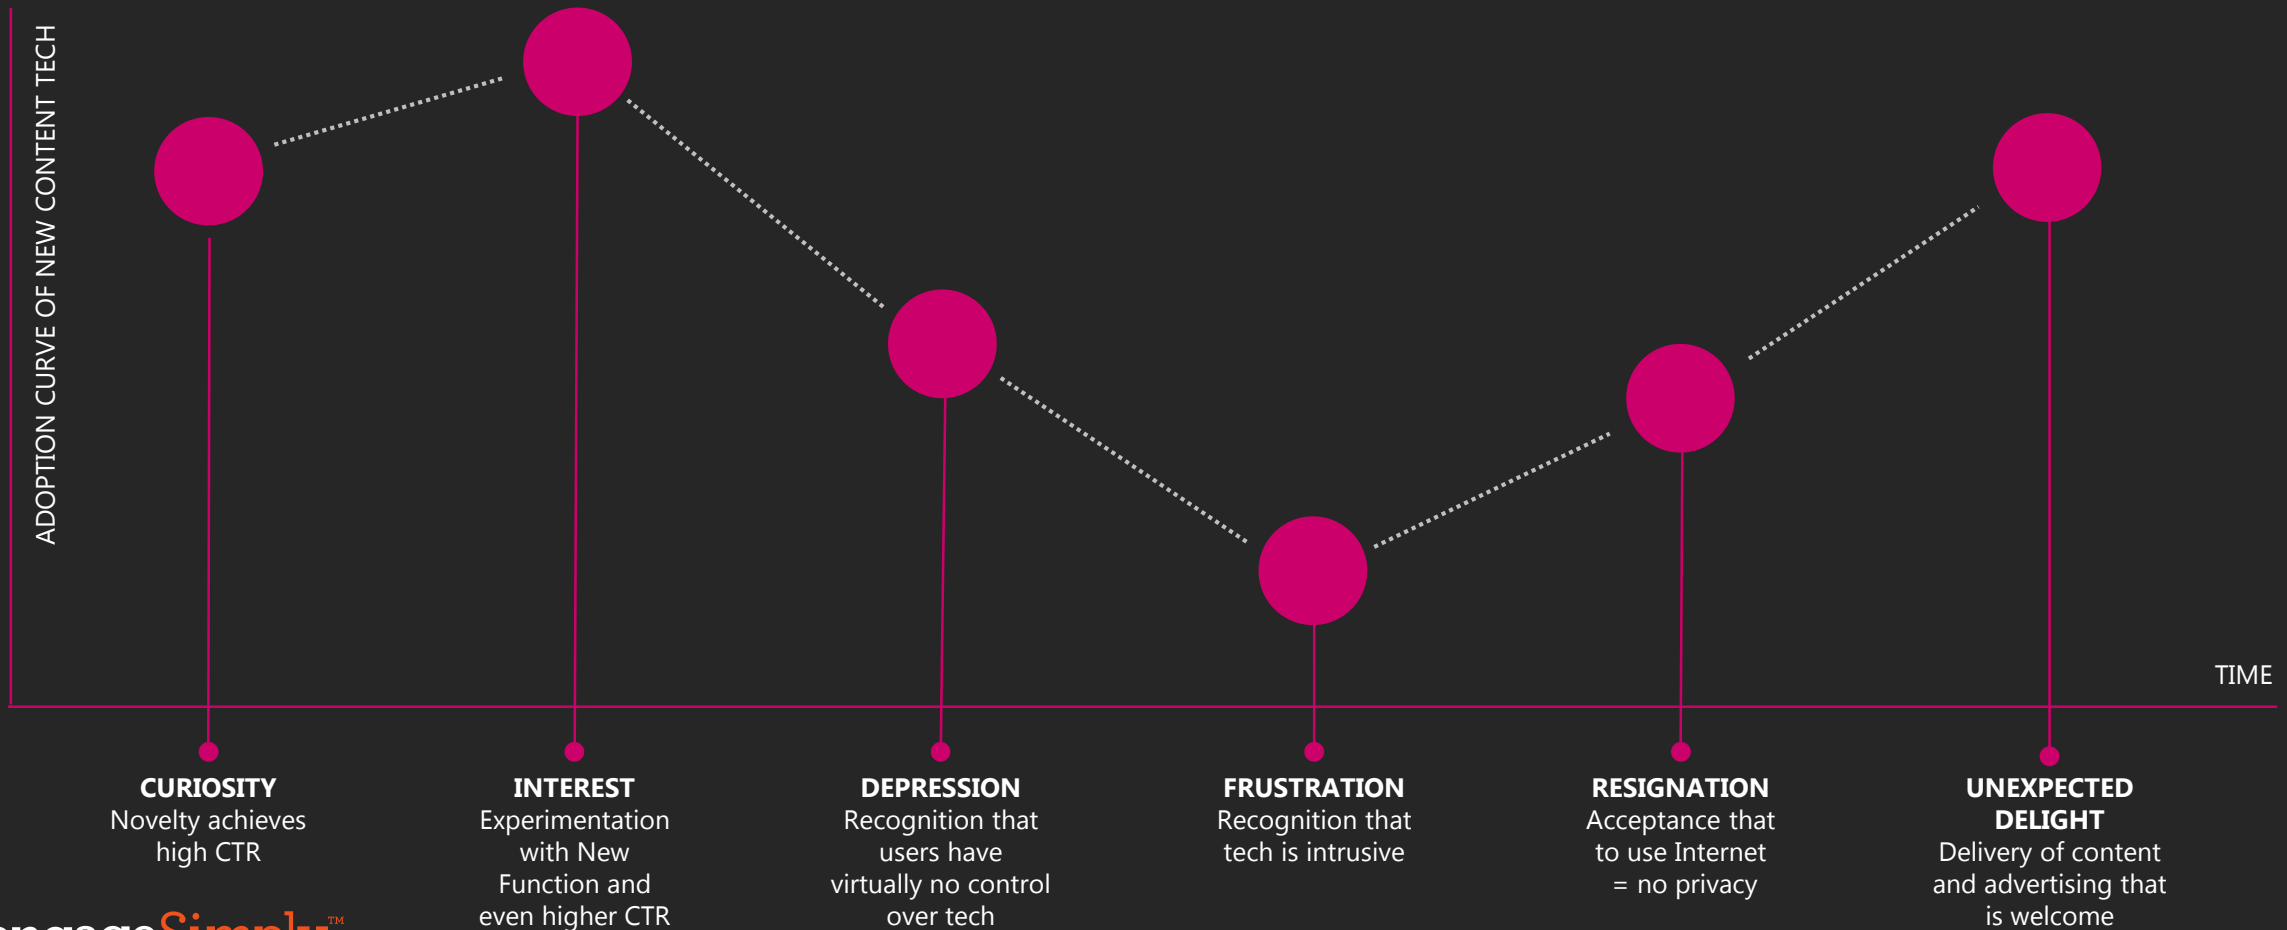 ADOPTION CURVE OF NEW CONTENT TECH
TIME
CURIOSITY
Novelty achieves
high CTR
INTEREST
Experimentation
with New
Function and
even higher CTR
DEPRESSION
Recognition that
users have
virtually no control
over tech
FRUSTRATION
Recognition that
tech is intrusive
RESIGNATION
Acceptance that
to use Internet
= no privacy
UNEXPECTED
DELIGHT
Delivery of content
and advertising that
is welcome
engageSimply™